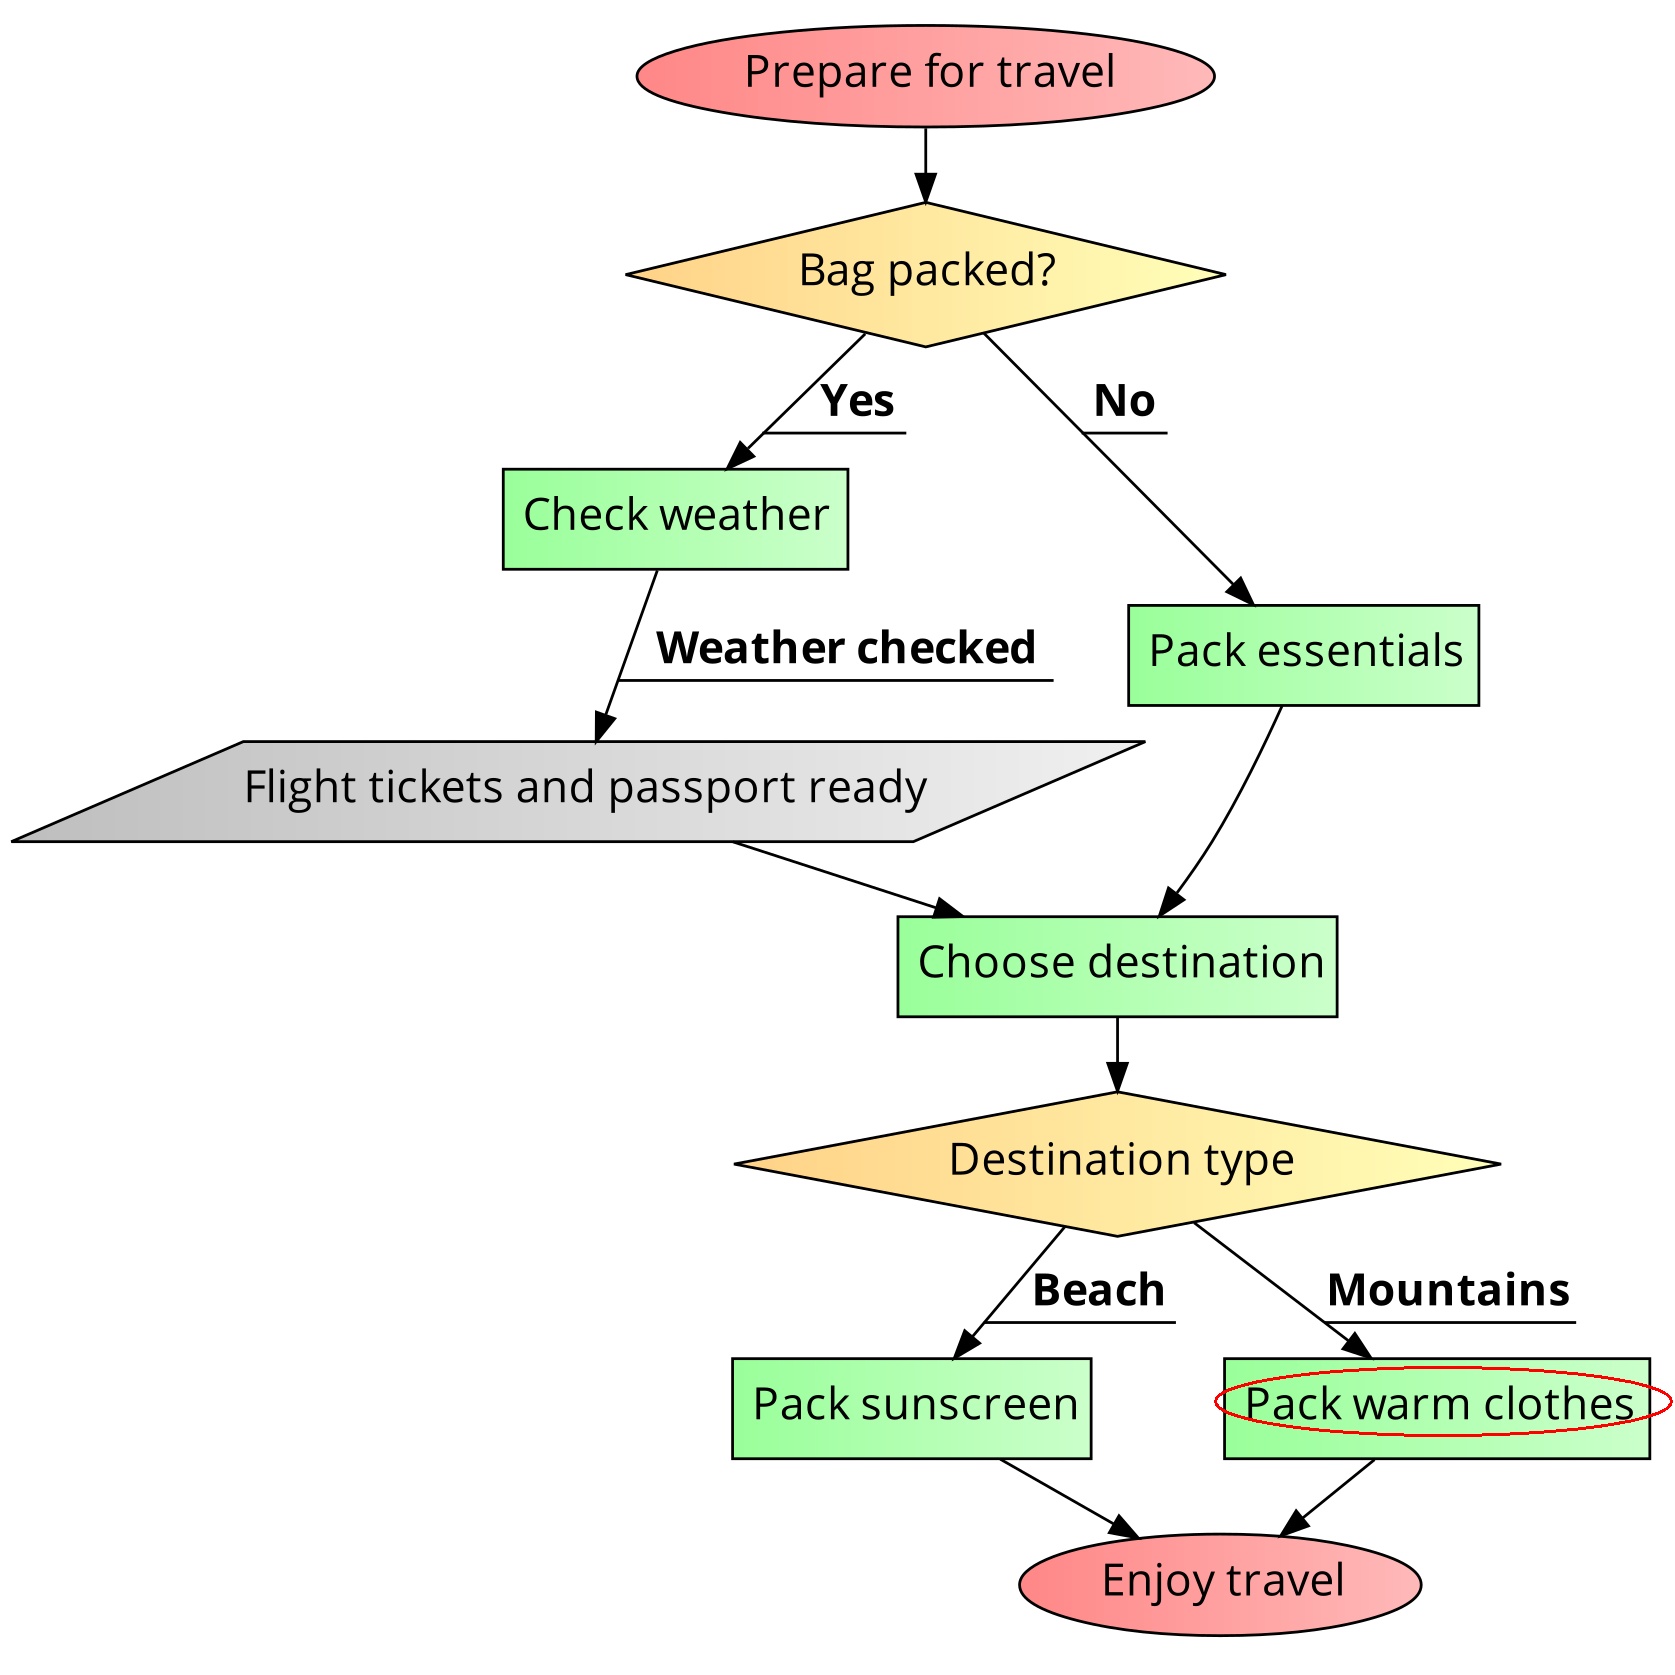 Prepare for travel
Bag packed?
Yes
No
Check weather
Weather checked
Pack essentials
Flight tickets and passport ready
Choose destination
Destination type
Beach
Mountains
Pack sunscreen
Pack warm clothes
Enjoy travel